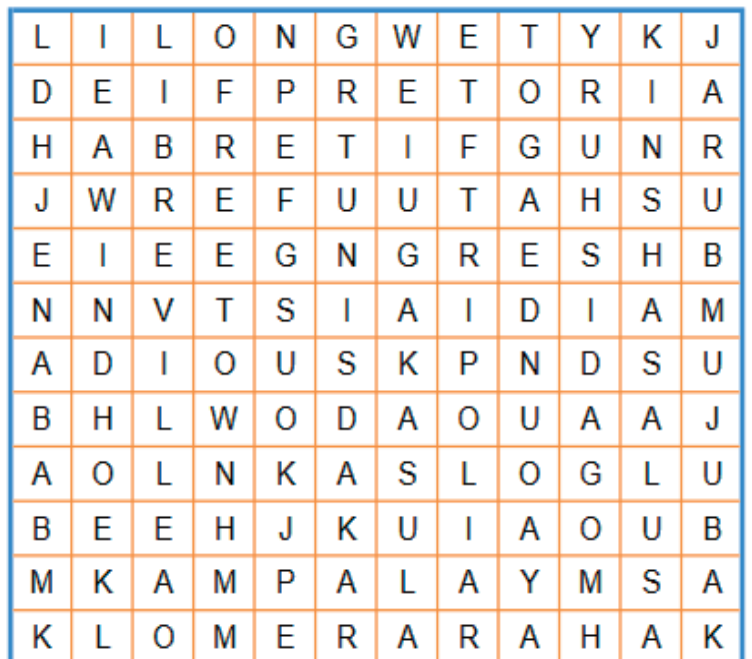 L I L O N G W E T Y K J
D E I F P R E T O R I A
H A B R E T I F G U N R
J W R E F U U T A H S U
E I E E G N G R E S H B
N N V T S I A I D I A M
A D I O U S K P N D S U
B H L W O D A O U A A J
A O L N K A S L O G L U
B E E H J K U I A O U B
M K A M P A L A Y M S A
K L O M E R A R A H A K